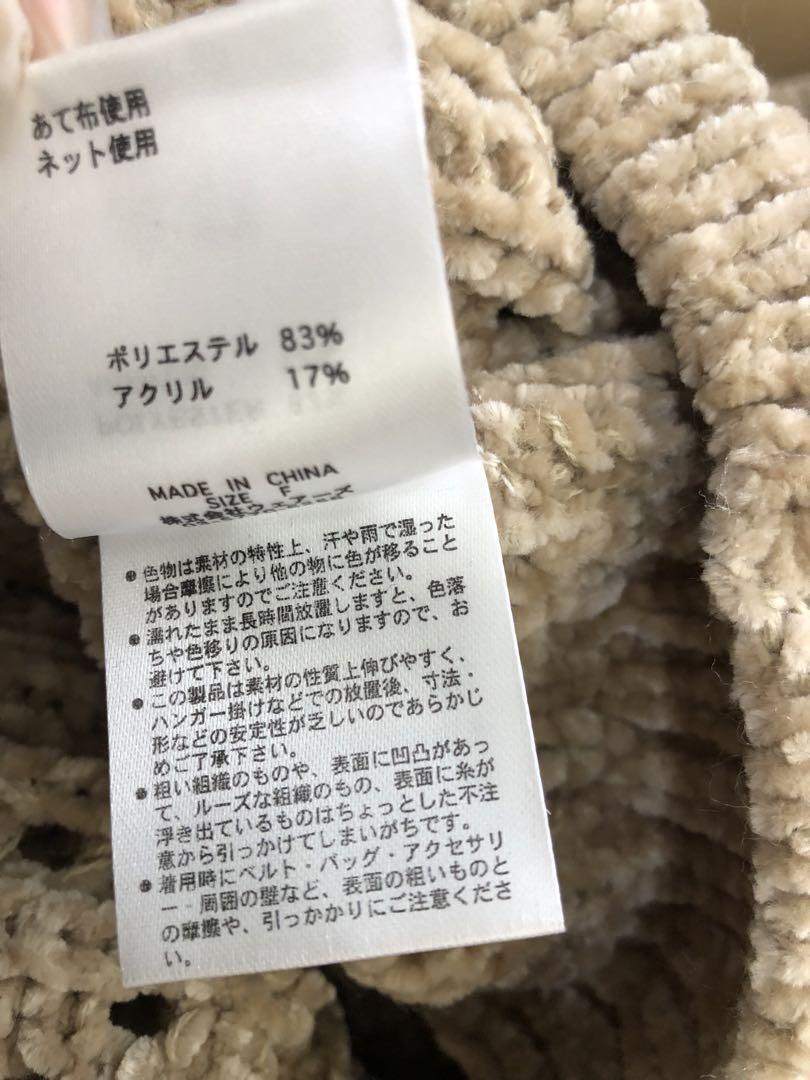 あて布使用
ネット使用
ポリエステル 83%
アクリル 17%
MADE IN CHINA
SIZE F
株式会社ウィアーズ
● 色物は素材の特性上、汗や雨で湿った
場合摩擦により他の物に色が移ること
がありますのでご注意ください。
● 濡れたまま長時間放置しますと、色落
ちや色移りの原因になりますので、お
避けて下さい。
● この製品は素材の性質上伸びやすく、
ハンガー掛けなどでの放置後、寸法・
形などの安定性が乏しいのであらかじ
めご了承下さい。
● 粗い組織のものや、表面に凹凸があっ
て、ルーズな組織のもの、表面に糸が
浮き出ているものはちょっとした不注
意から引っかけてしまいがちです。
● 着用時にベルト・バッグ・アクセサリ
ー・周囲の壁など、表面の粗いものと
の摩擦や、引っかかりにご注意くださ
い。